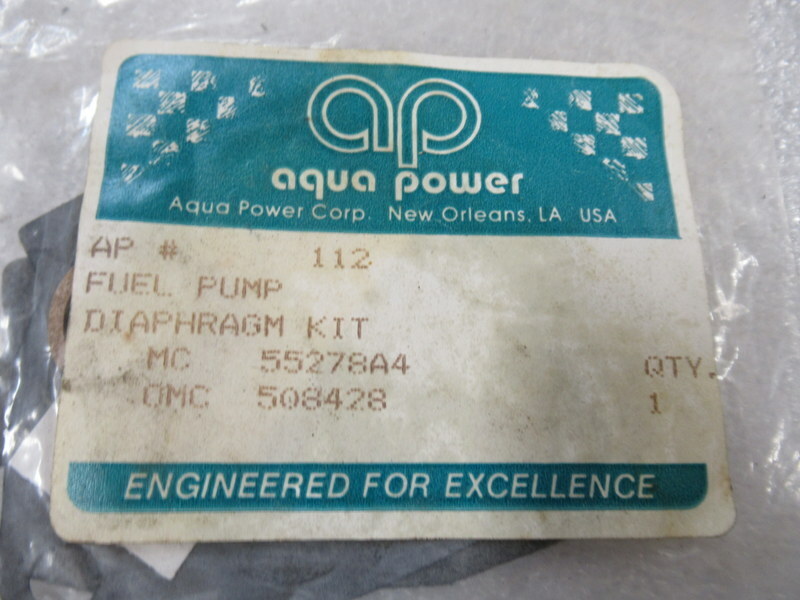 ap
aqua power
Aqua Power Corp. New Orleans, LA USA
AP # 112
FUEL PUMP
DIAPHRAGM KIT
MC 55278A4 QTY.
OMC 508428 1
ENGINEERED FOR EXCELLENCE